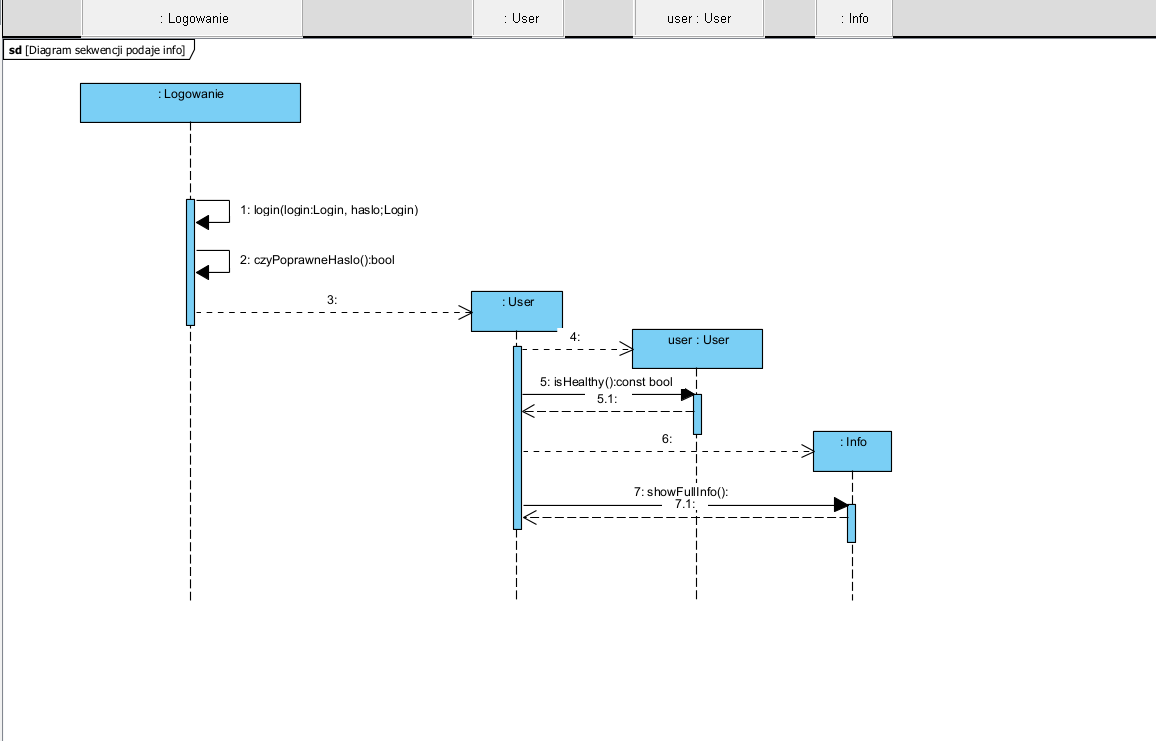 : Logowanie
: User
user : User
: Info
sd [Diagram sekwencji podaje info]
: Logowanie
1: login(login:Login, haslo;Login)
2: czyPoprawneHaslo():bool
3:
: User
4:
user : User
5: isHealthy():const bool
5.1:
6:
: Info
7: showFullInfo():
7.1: